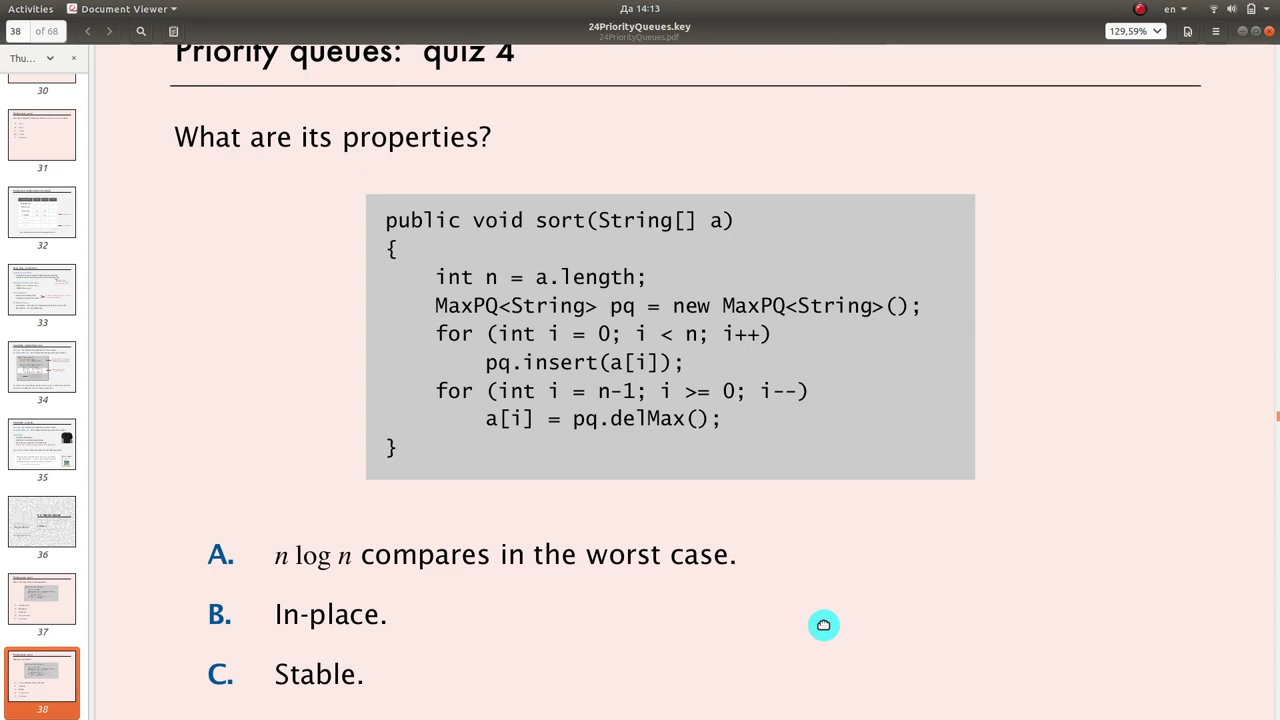 Activities
Document Viewer
Да 14:13
en
38 of 68
24PriorityQueues.key
24PriorityQueues.pdf
129,59%
Thu...
30
31
32
33
34
35
36
37
38
Priority queues: quiz 4
What are its properties?
public void sort(String[] a)
{
int n = a.length;
MaxPQ<String> pq = new MaxPQ<String>();
for (int i = 0; i < n; i++)
pq.insert(a[i]);
for (int i = n-1; i >= 0; i--)
a[i] = pq.delMax();
}
A. n log n compares in the worst case.
B. In-place.
C. Stable.